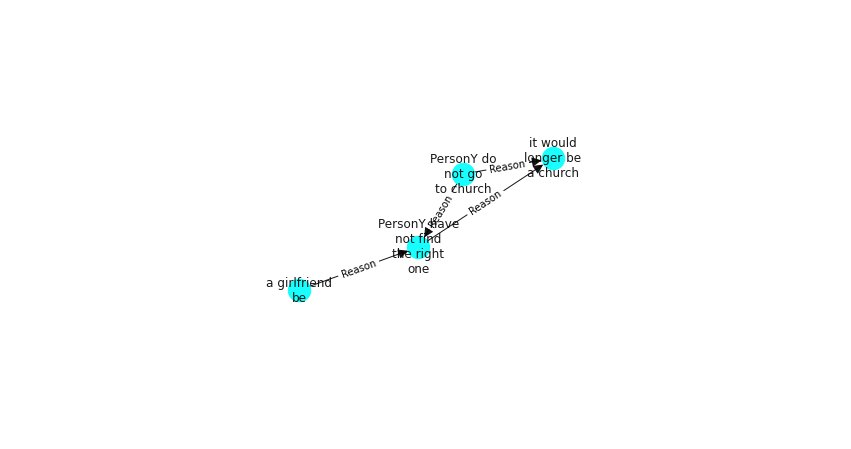 it would
longer be
a church
PersonY do
not go
to church
Reason
Reason
Reason
PersonY have
not find
the right
one
Reason
a girlfriend
be